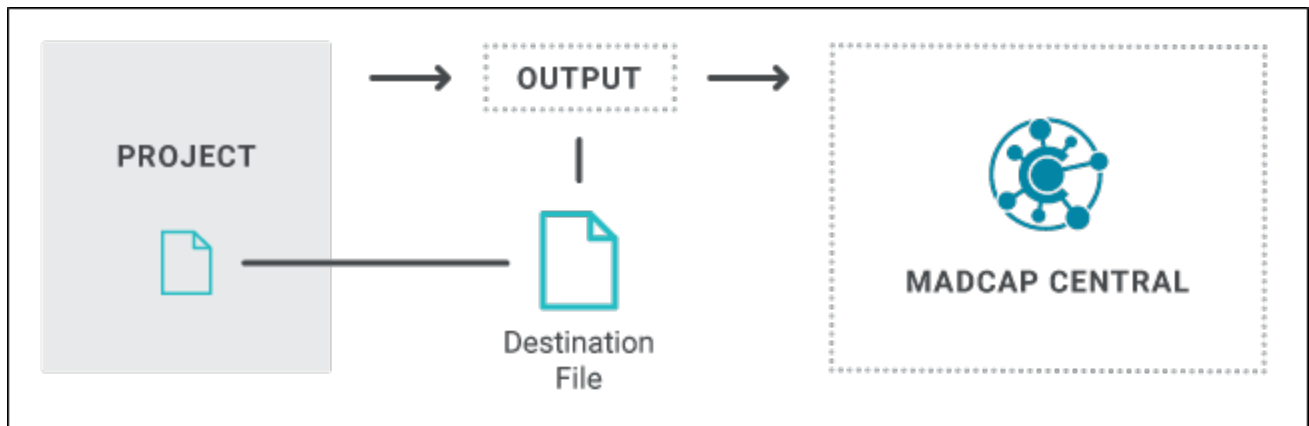 PROJECT
OUTPUT
Destination
File
MADCAP CENTRAL